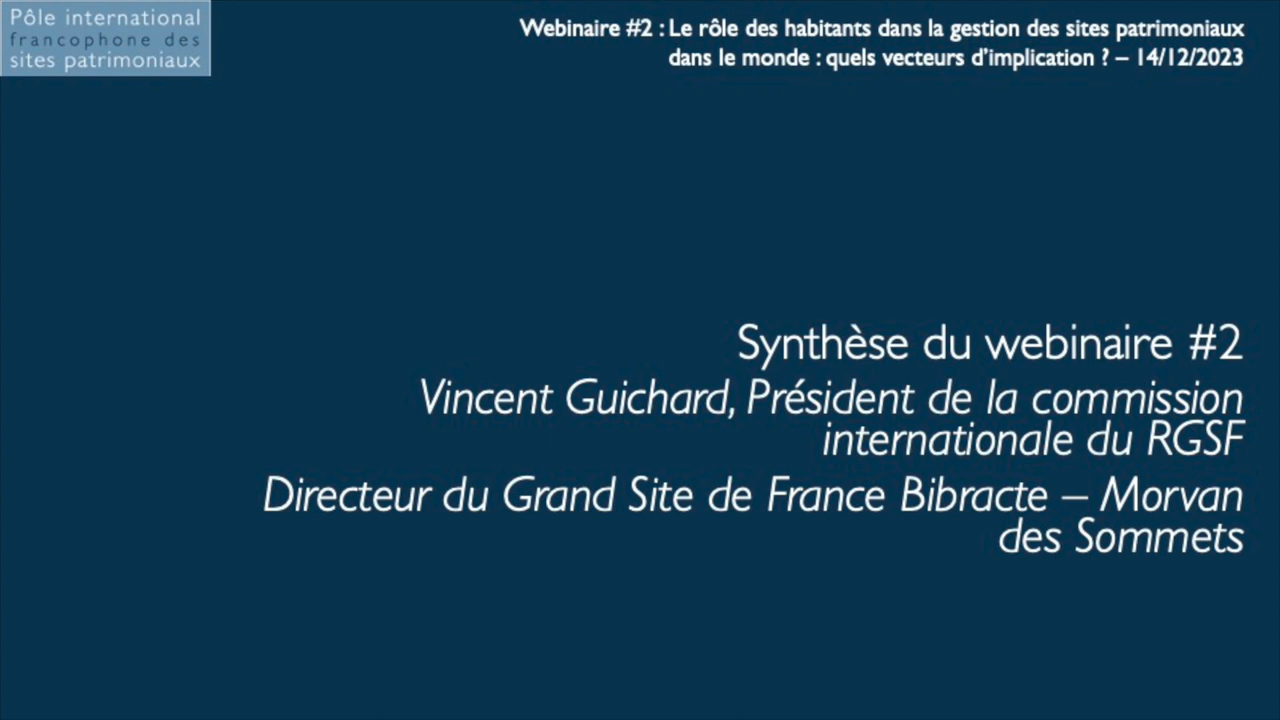 Pôle international
francophone des
sites patrimoniaux
Webinaire #2 : Le rôle des habitants dans la gestion des sites patrimoniaux
dans le monde : quels vecteurs d'implication ? – 14/12/2023
Synthèse du webinaire #2
Vincent Guichard, Président de la commission
internationale du RGSF
Directeur du Grand Site de France Bibracte – Morvan
des Sommets